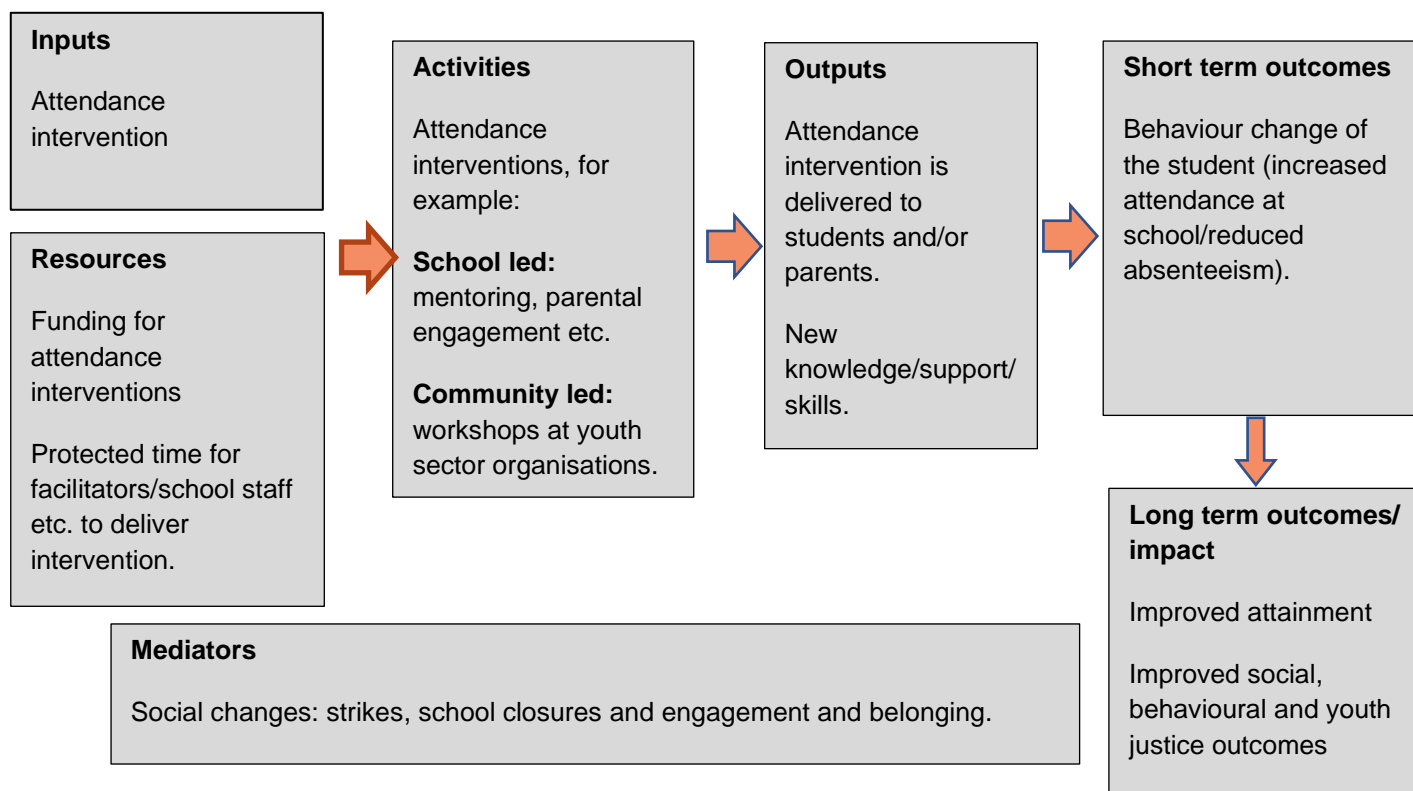 Inputs
Attendance
intervention
Resources
Funding for
attendance
interventions
Protected time for
facilitators/school staff
etc. to deliver
intervention.
Activities
Attendance
interventions, for
example:
School led:
mentoring, parental
engagement etc.
Community led:
workshops at youth
sector organisations.
Outputs
Attendance
intervention is
delivered to
students and/or
parents.
New
knowledge/support/
skills.
Short term outcomes
Behaviour change of
the student (increased
attendance at
school/reduced
absenteeism).
Long term outcomes/
impact
Improved attainment
Improved social,
behavioural and youth
justice outcomes
Mediators
Social changes: strikes, school closures and engagement and belonging.